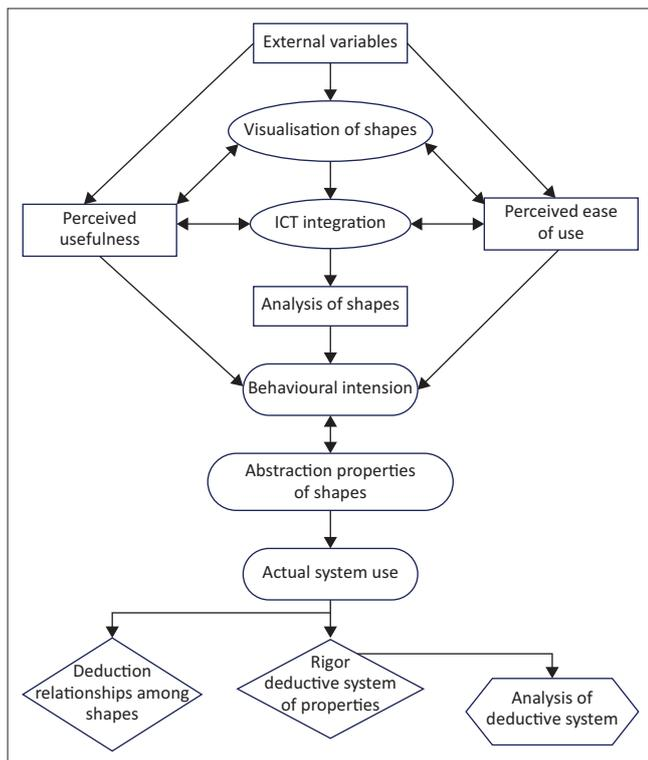 External variables
Visualisation of shapes
Perceived
usefulness
ICT integration
Perceived ease
of use
Analysis of shapes
Behavioural intension
Abstraction properties
of shapes
Actual system use
Deduction
relationships among
shapes
Rigor
deductive system
of properties
Analysis of
deductive system